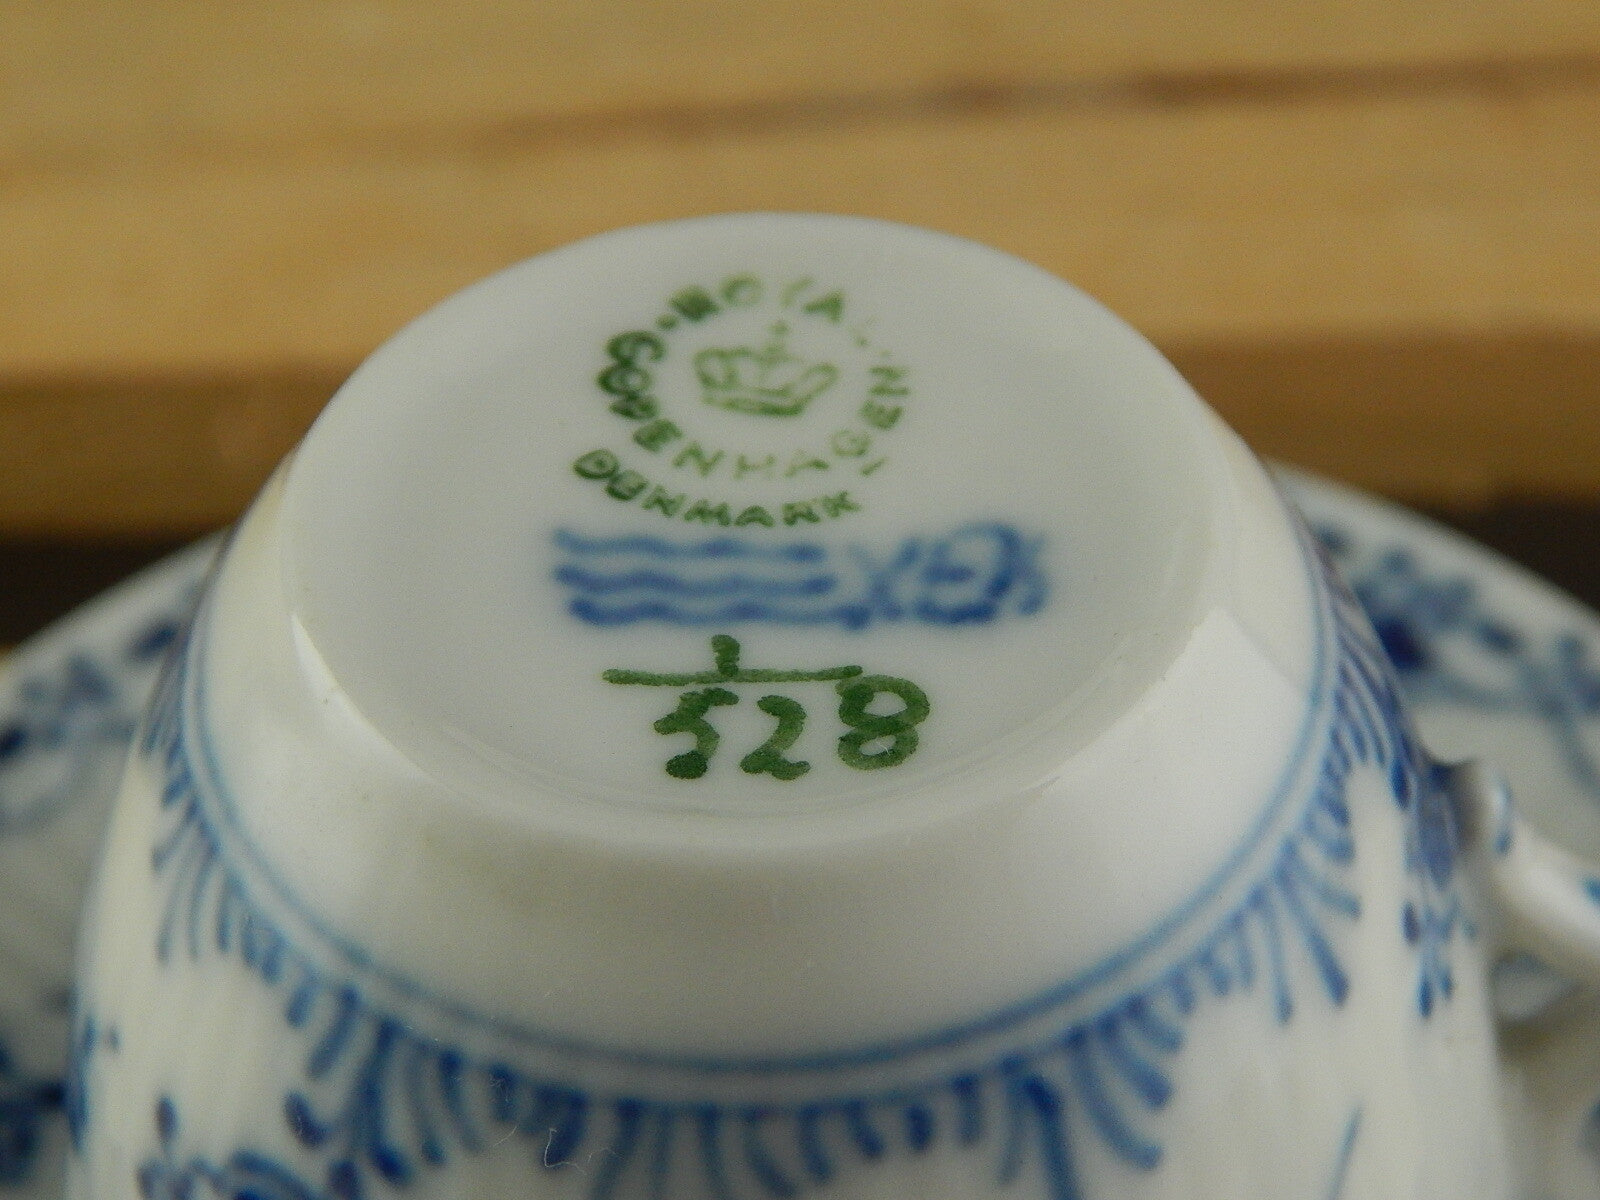 ROYAL
COPENHAGEN
DENMARK
1
528